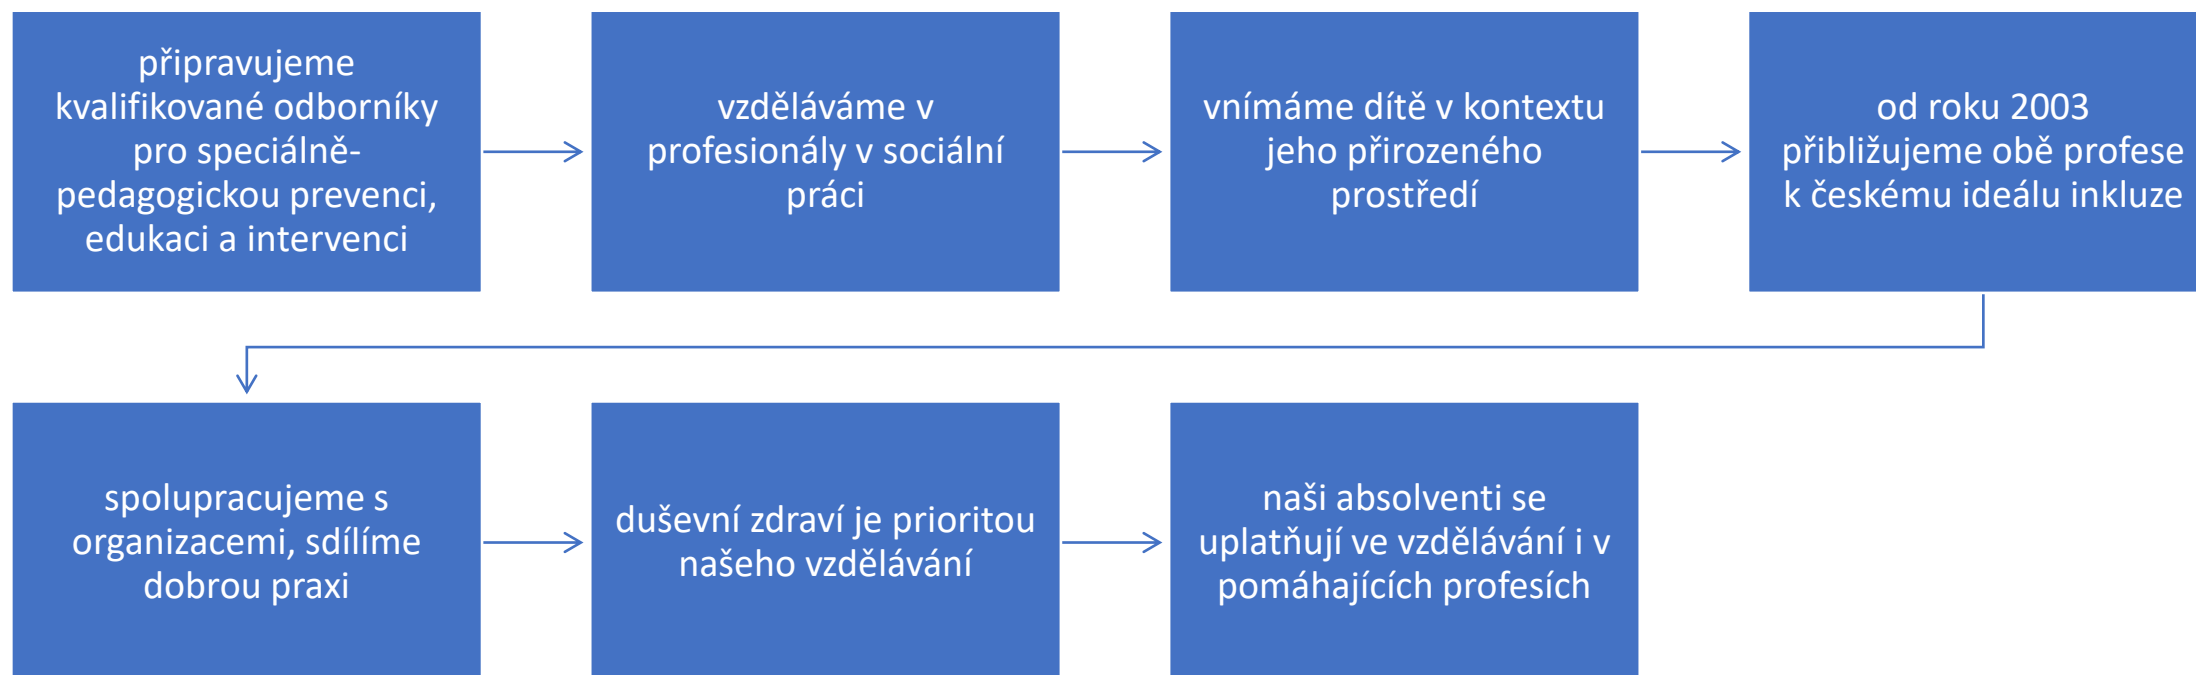 připravujeme
kvalifikované odborníky
pro speciálně-
pedagogickou prevenci,
edukaci a intervenci
vzděláváme v
profesionály v sociální
práci
vnímáme dítě v kontextu
jeho přirozeného
prostředí
od roku 2003
přibližujeme obě profese
k českému ideálu inkluze
spolupracujeme s
organizacemi, sdílíme
dobrou praxi
duševní zdraví je prioritou
našeho vzdělávání
naši absolventi se
uplatňují ve vzdělávání i v
pomáhajících profesích